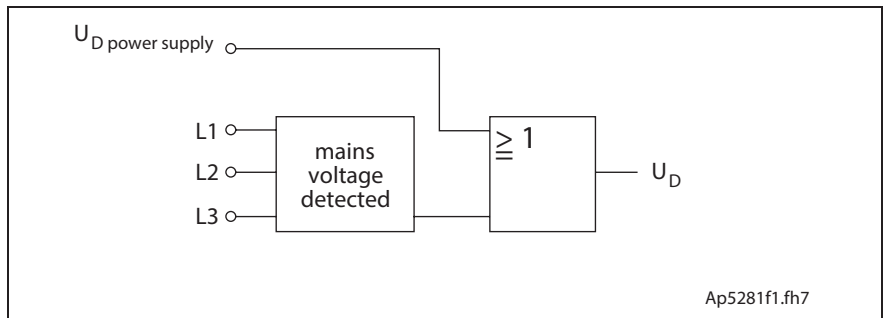 U_D power supply
L1
L2
L3
mains
voltage
detected
≧ 1
U_D
Ap5281f1.fh7